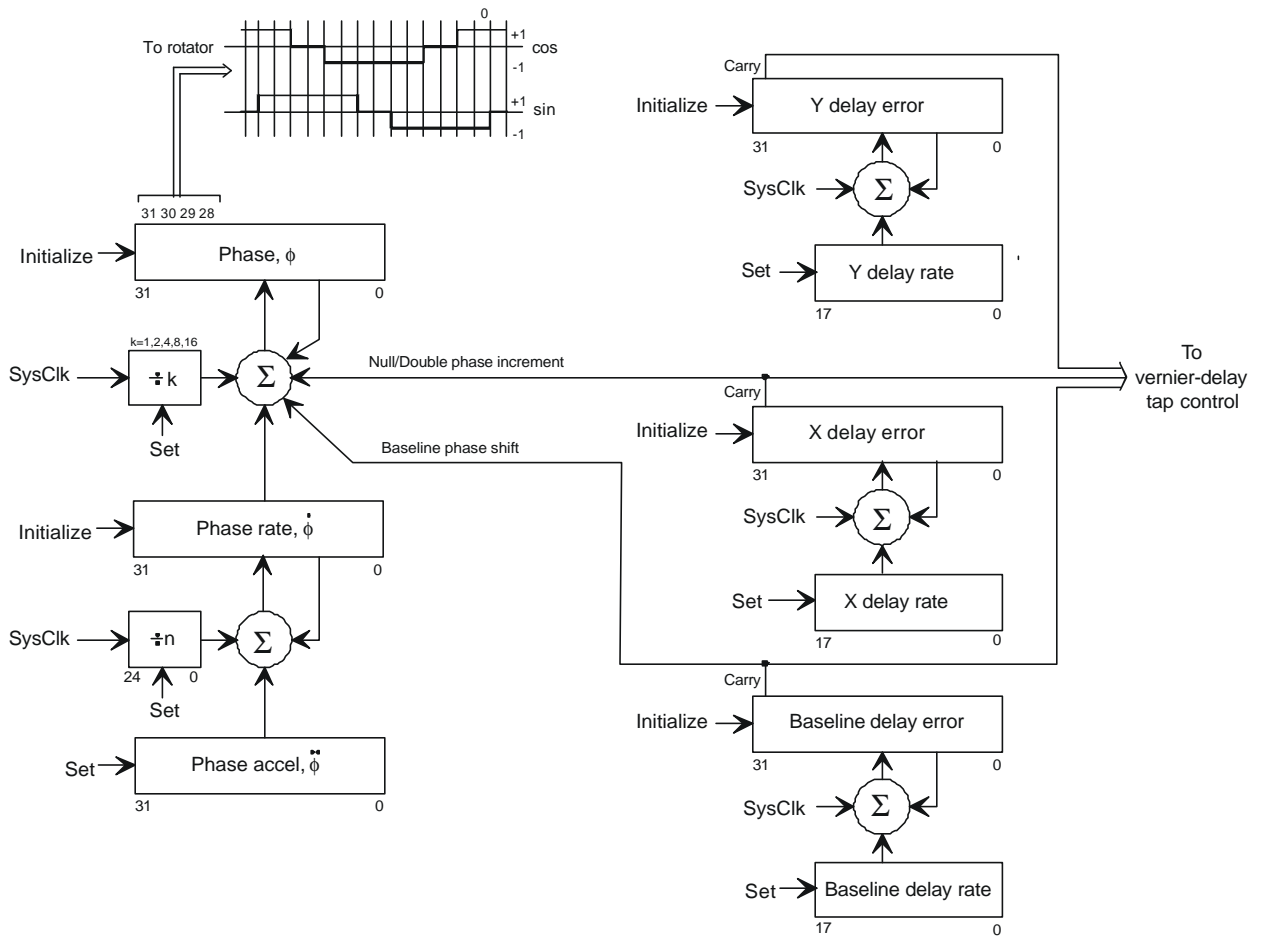 0
To rotator
+1
cos
-1
+1
sin
-1
31 30 29 28
Initialize
Phase, ϕ
31
0
k=1,2,4,8,16
SysClk
÷k
Σ
Set
Null/Double phase increment
Baseline phase shift
Initialize
Phase rate, ϕ̇
31
0
SysClk
÷n
Σ
24
0
Set
Set
Phase accel, ϕ̈
31
0
Carry
Initialize
Y delay error
31
0
SysClk
Σ
Set
Y delay rate
17
0
To
vernier-delay
tap control
Carry
Initialize
X delay error
31
0
SysClk
Σ
Set
X delay rate
17
0
Carry
Initialize
Baseline delay error
31
0
SysClk
Σ
Set
Baseline delay rate
17
0